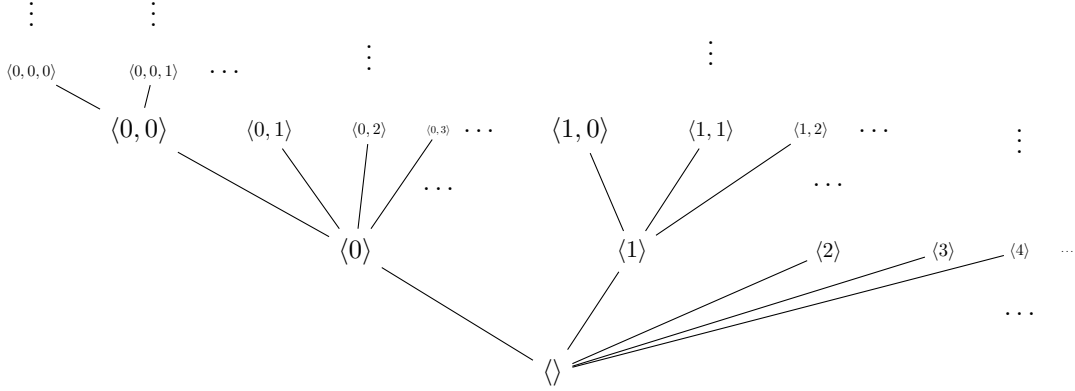 ⋮ ⋮
⟨0, 0, 0⟩ ⟨0, 0, 1⟩ ⋯ ⋮ ⋮
⟨0, 0⟩ ⟨0, 1⟩ ⟨0, 2⟩ ⟨0, 3⟩ ⋯ ⟨1, 0⟩ ⟨1, 1⟩ ⟨1, 2⟩ ⋯ ⋮
⋯ ⋯
⟨0⟩ ⟨1⟩ ⟨2⟩ ⟨3⟩ ⟨4⟩ ⋯
⋯
⟨⟩